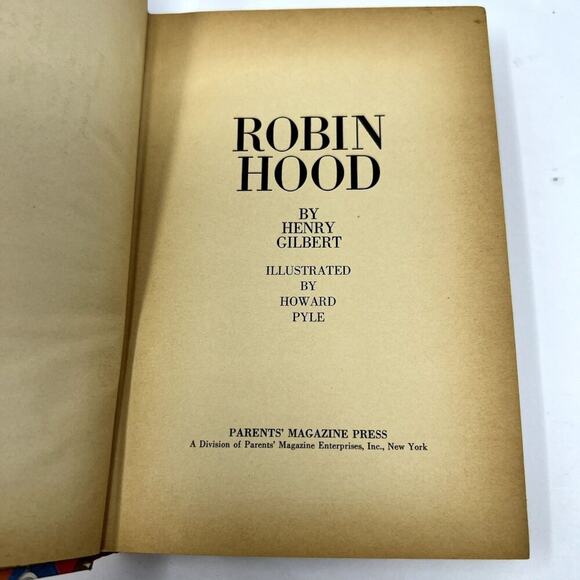 ROBIN
HOOD
BY
HENRY
GILBERT
ILLUSTRATED
BY
HOWARD
PYLE
PARENTS' MAGAZINE PRESS
A Division of Parents' Magazine Enterprises, Inc., New York